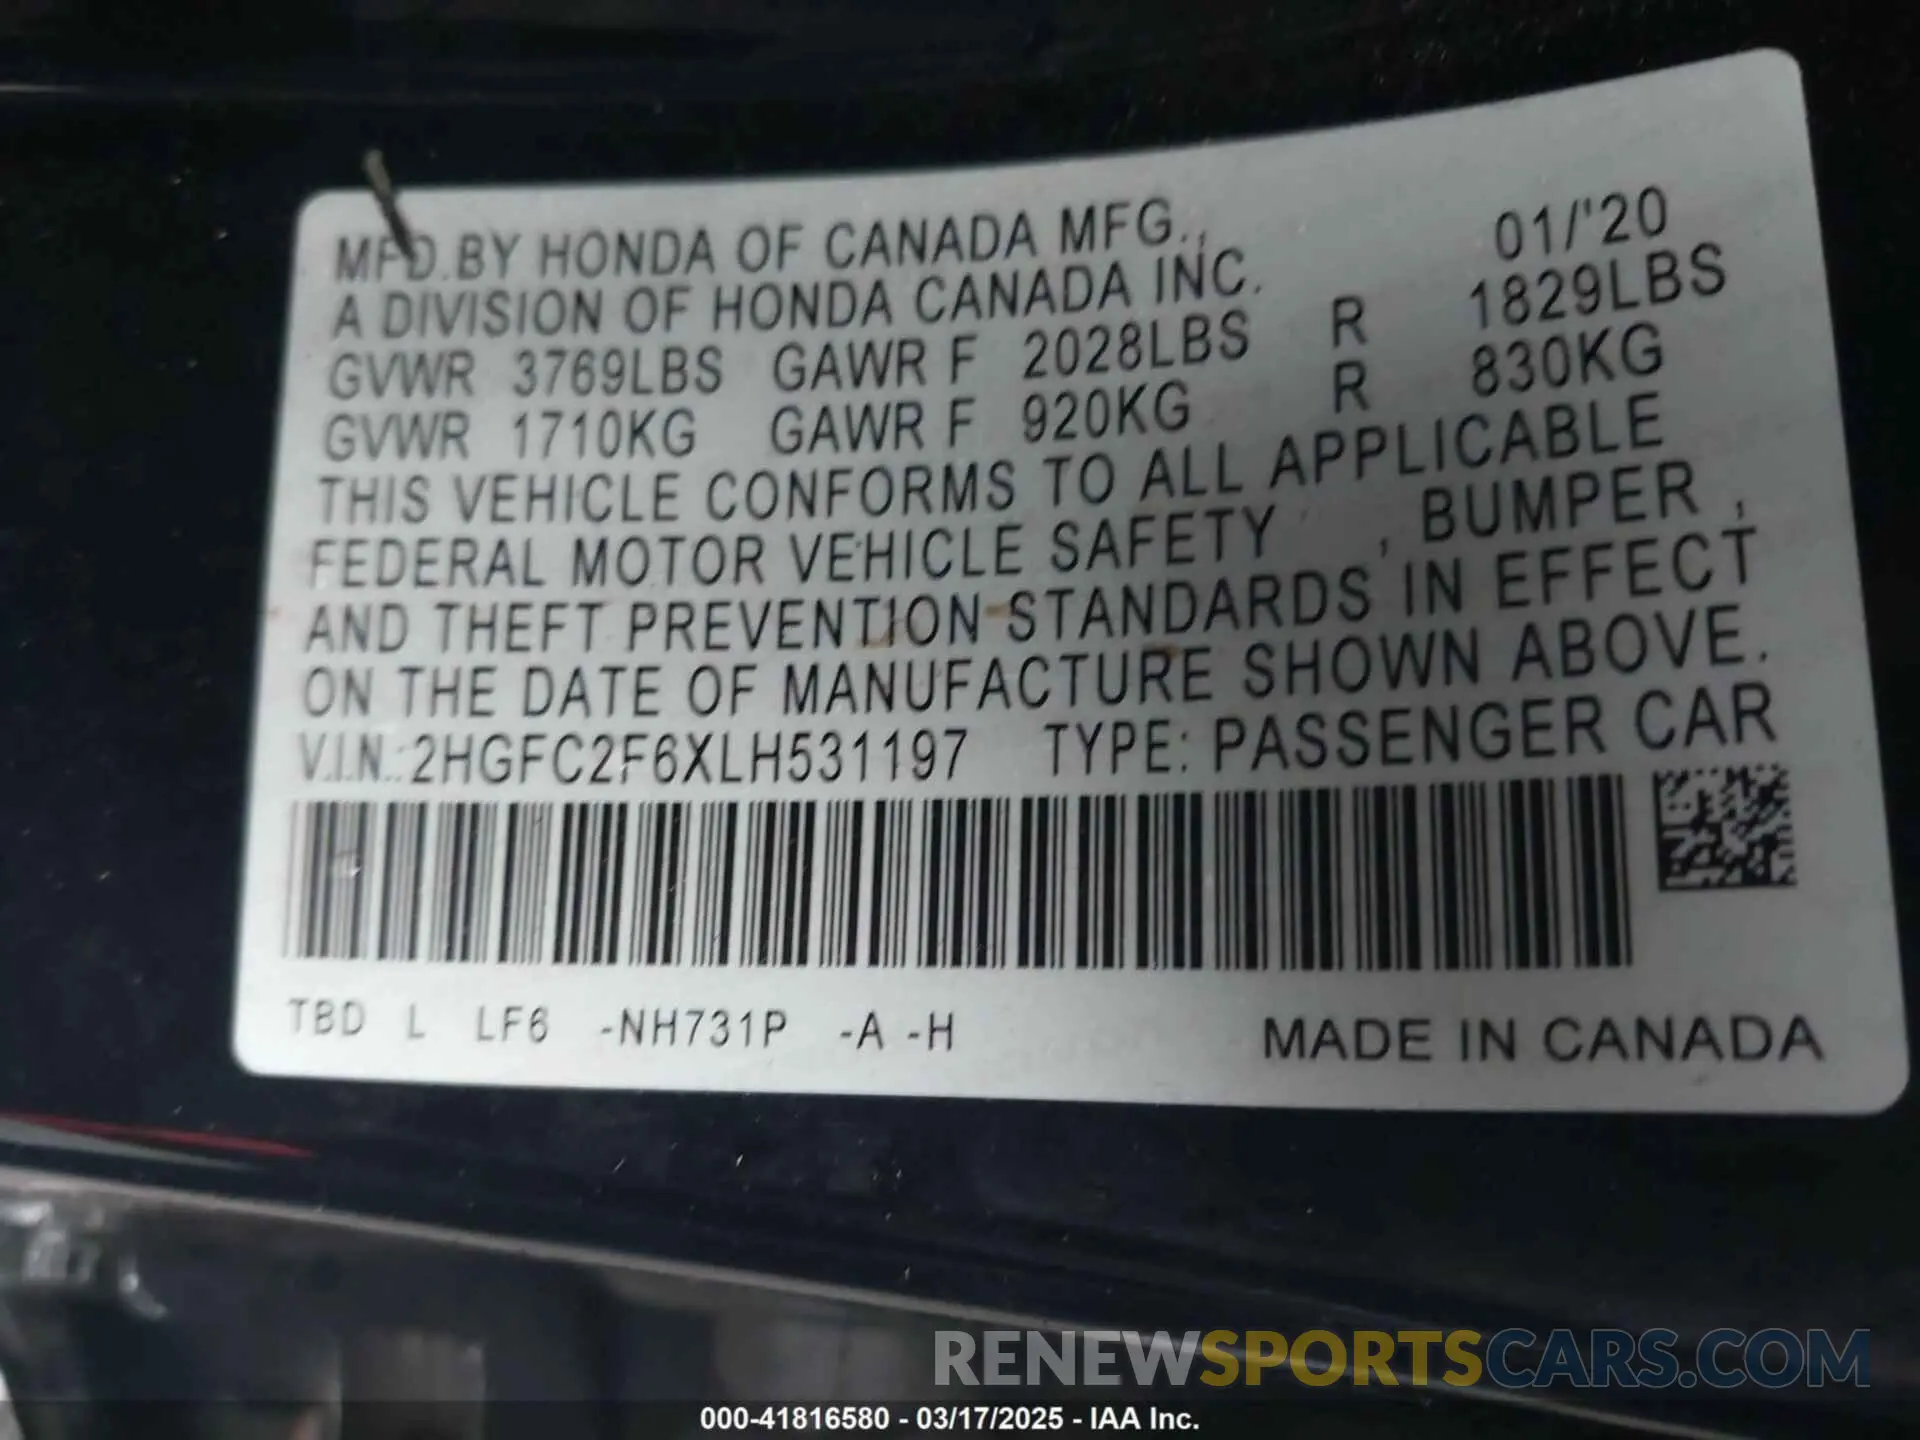 MFD.BY HONDA OF CANADA MFG., 01/'20
A DIVISION OF HONDA CANADA INC.
GVWR 3769LBS GAWR F 2028LBS R 1829LBS
GVWR 1710KG GAWR F 920KG R 830KG
THIS VEHICLE CONFORMS TO ALL APPLICABLE
FEDERAL MOTOR VEHICLE SAFETY , BUMPER ,
AND THEFT PREVENTION STANDARDS IN EFFECT
ON THE DATE OF MANUFACTURE SHOWN ABOVE.
V.I.N.:2HGFC2F6XLH531197 TYPE: PASSENGER CAR
TBD L LF6 -NH731P -A -H MADE IN CANADA
RENEWSPORTSCARS.COM
000-41816580 - 03/17/2025 - IAA Inc.